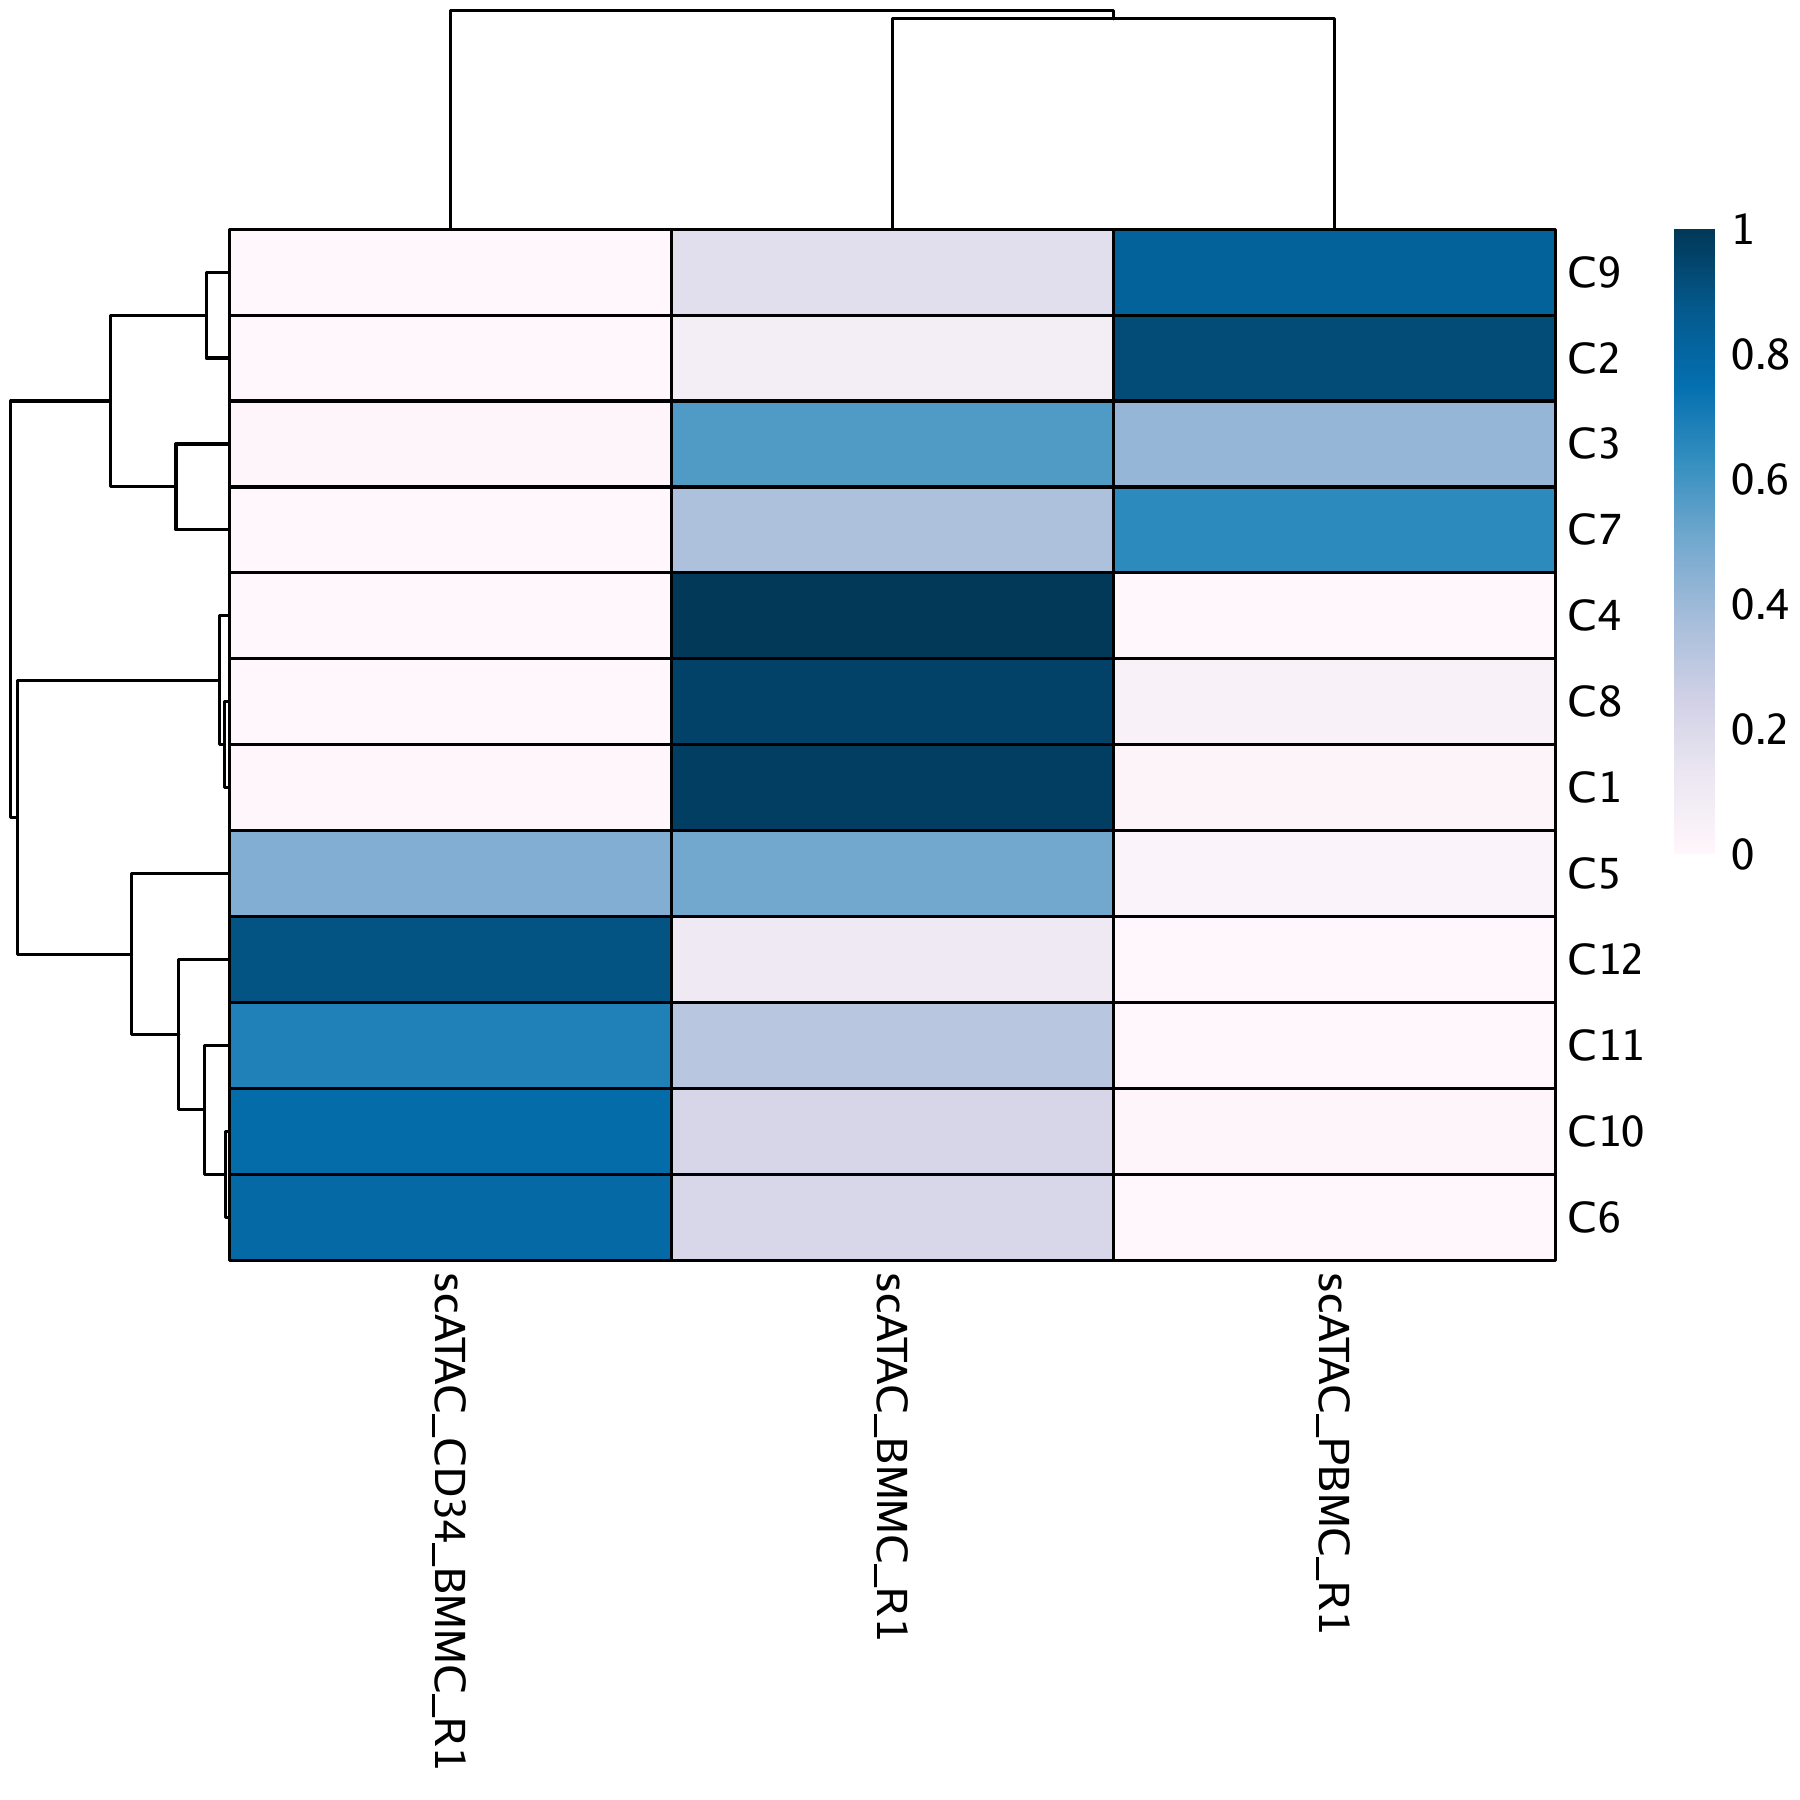 C9
C2
C3
C7
C4
C8
C1
C5
C12
C11
C10
C6
1
0.8
0.6
0.4
0.2
0
scATAC_CD34_BMMC_R1
scATAC_BMMC_R1
scATAC_PBMC_R1